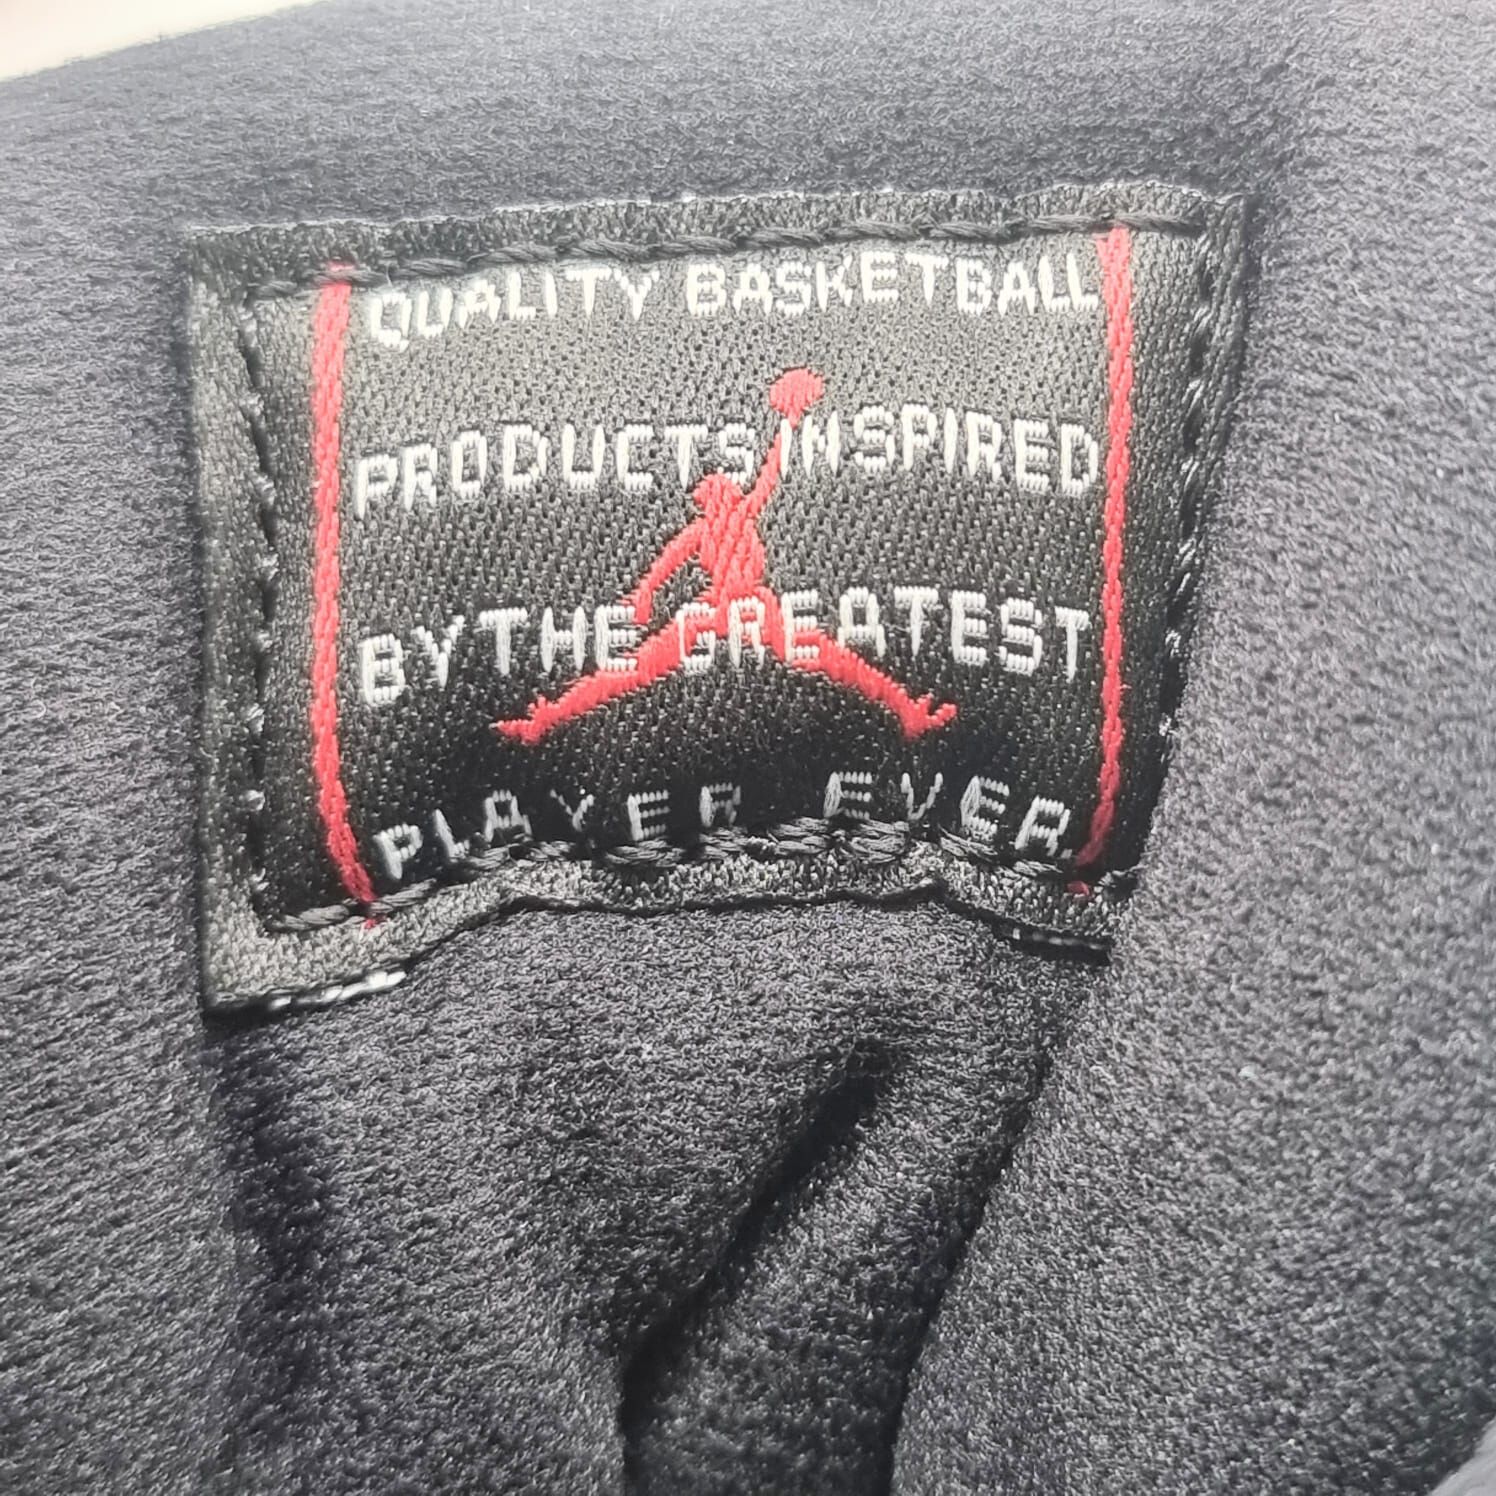 QUALITY BASKETBALL
PRODUCTS INSPIRED
BY THE GREATEST
PLAYER EVER